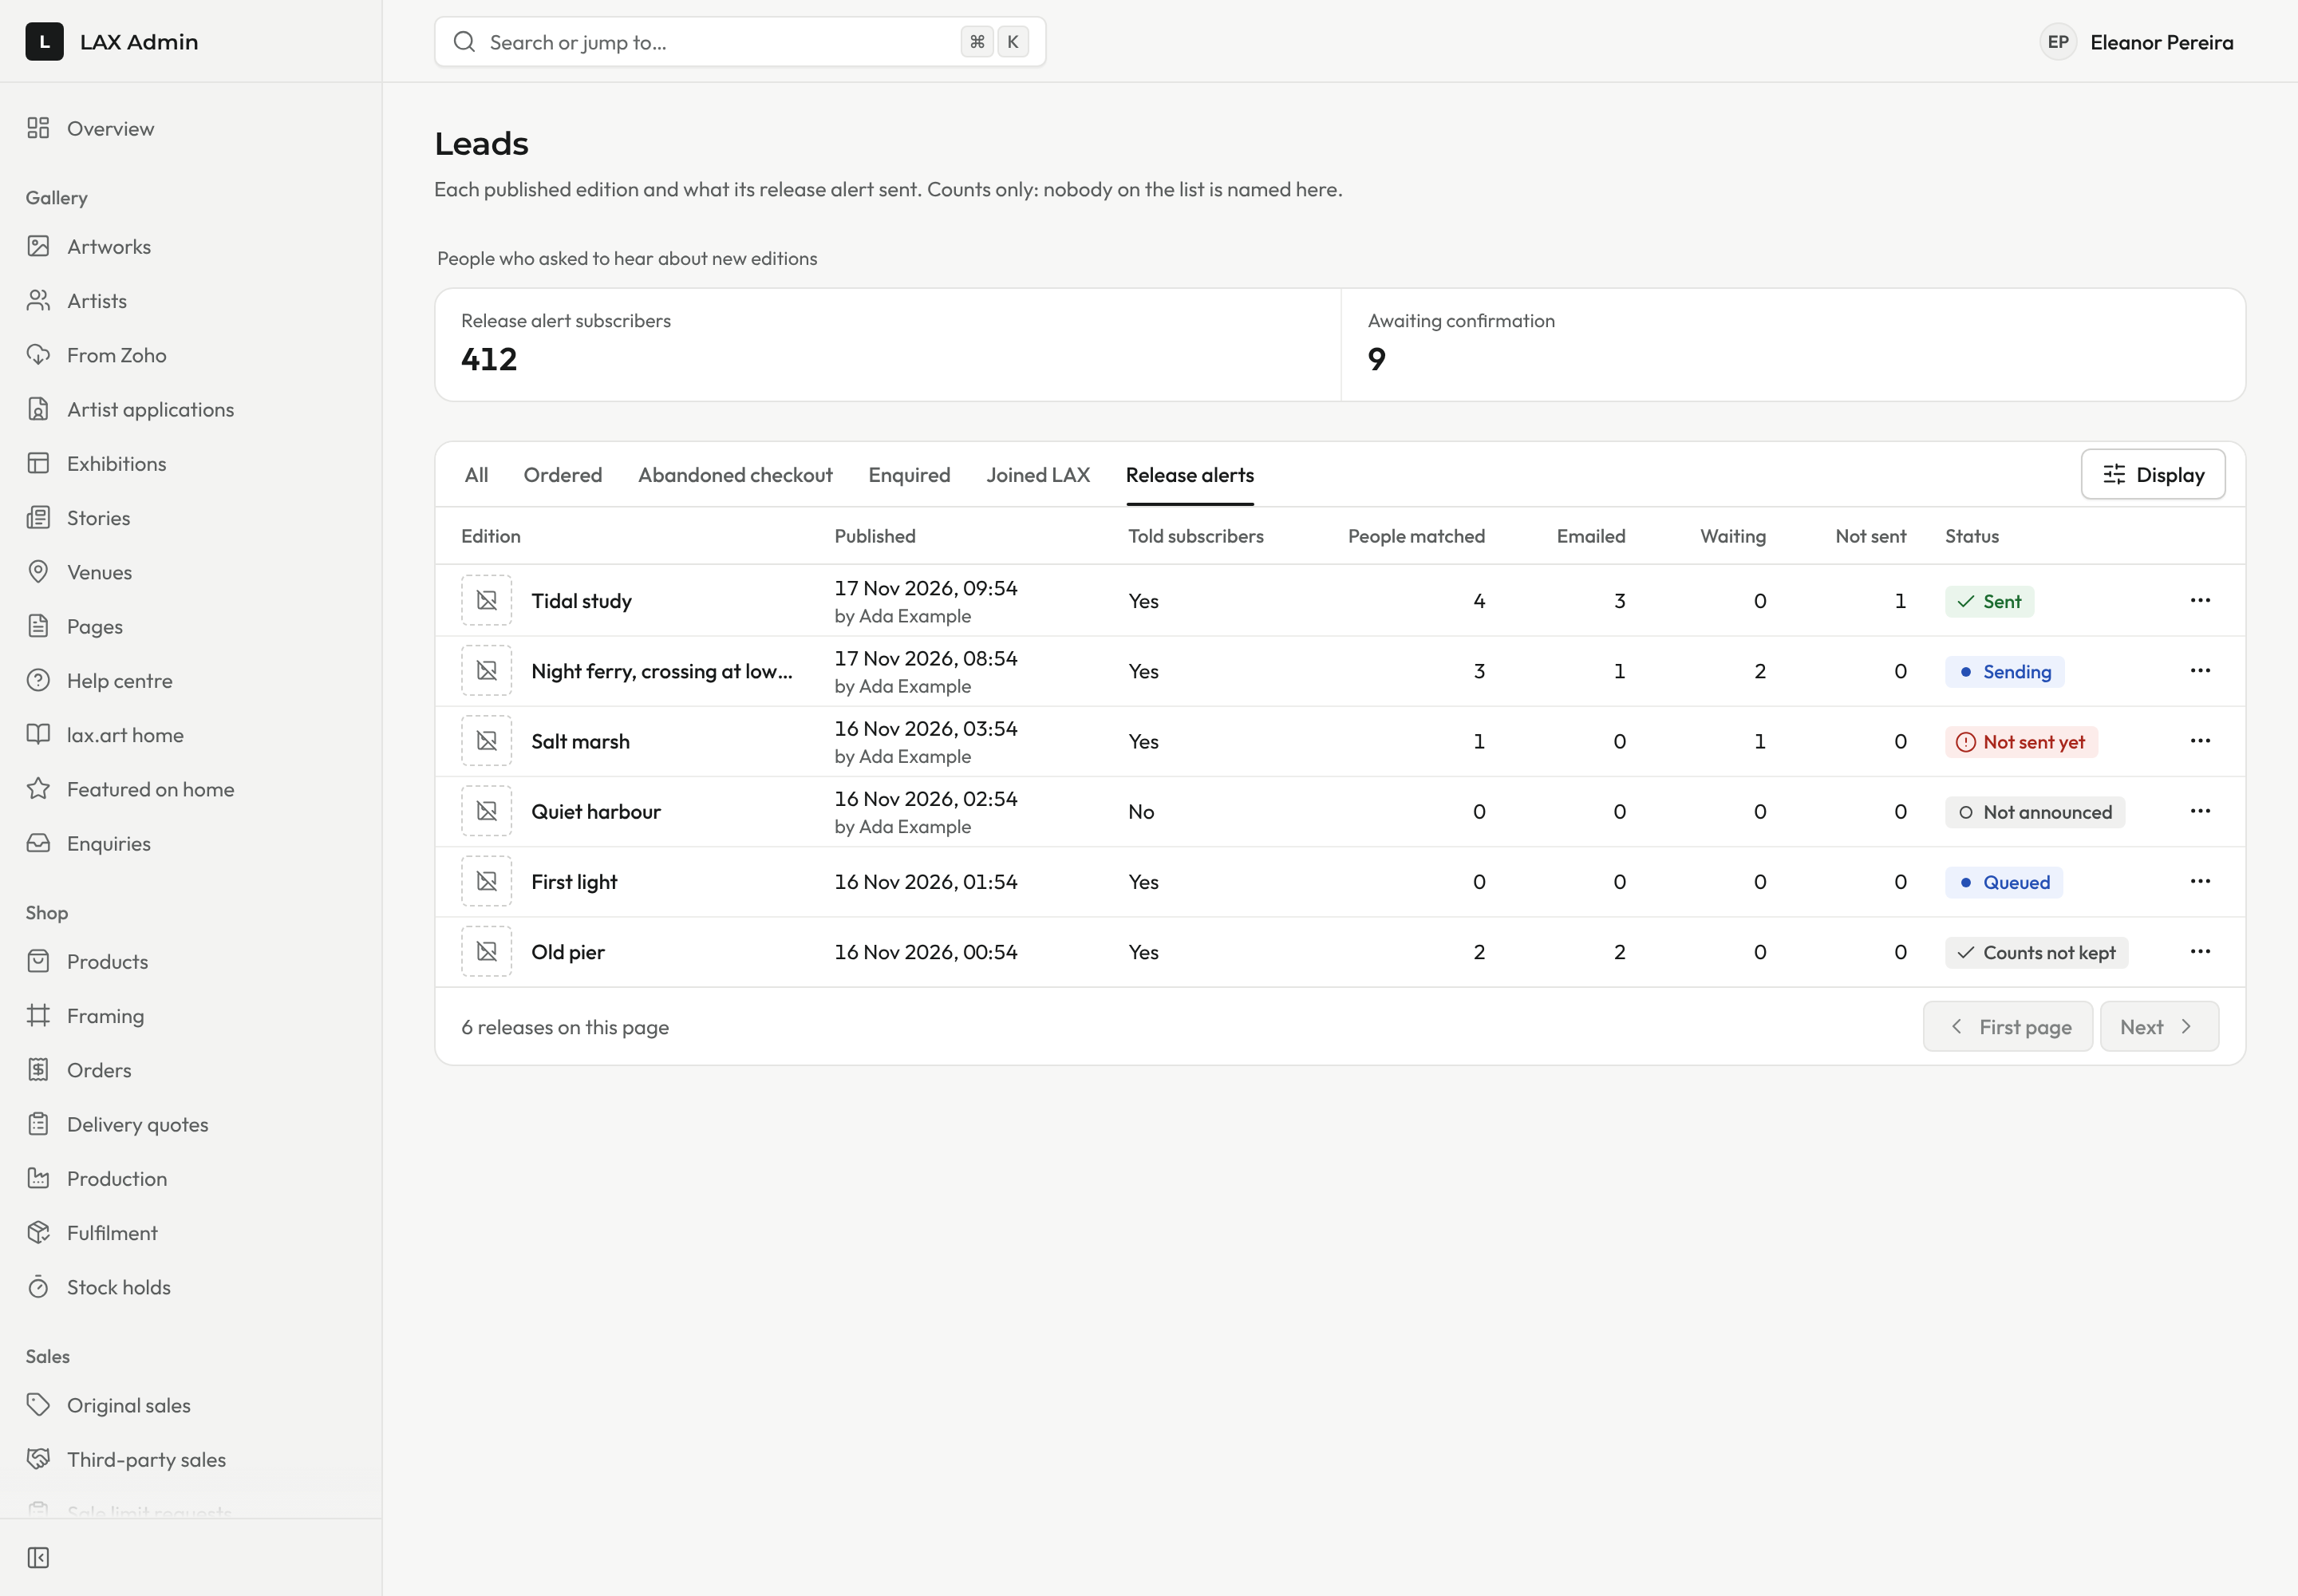 L LAX Admin
Search or jump to...
⌘ K
EP Eleanor Pereira
Overview
Gallery
Artworks
Artists
From Zoho
Artist applications
Exhibitions
Stories
Venues
Pages
Help centre
lax.art home
Featured on home
Enquiries
Shop
Products
Framing
Orders
Delivery quotes
Production
Fulfilment
Stock holds
Sales
Original sales
Third-party sales
Sale limit requests
Leads
Each published edition and what its release alert sent. Counts only: nobody on the list is named here.
People who asked to hear about new editions
Release alert subscribers
412
Awaiting confirmation
9
All Ordered Abandoned checkout Enquired Joined LAX Release alerts Display
Edition Published Told subscribers People matched Emailed Waiting Not sent Status
Tidal study 17 Nov 2026, 09:54 Yes 4 3 0 1 Sent
by Ada Example
Night ferry, crossing at low... 17 Nov 2026, 08:54 Yes 3 1 2 0 Sending
by Ada Example
Salt marsh 16 Nov 2026, 03:54 Yes 1 0 1 0 Not sent yet
by Ada Example
Quiet harbour 16 Nov 2026, 02:54 No 0 0 0 0 Not announced
by Ada Example
First light 16 Nov 2026, 01:54 Yes 0 0 0 0 Queued
Old pier 16 Nov 2026, 00:54 Yes 2 2 0 0 Counts not kept
6 releases on this page First page Next